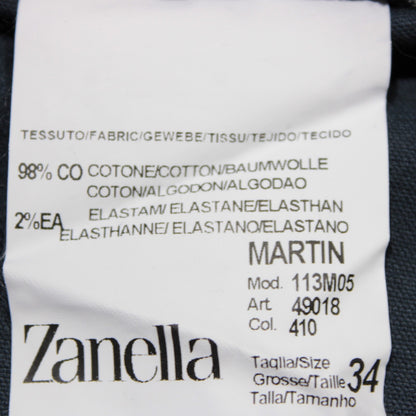 TESSUTO/FABRIC/GEWEBE/TISSU/TEJIDO/TECIDO
98% CO COTONE/COTTON/BAUMWOLLE
COTON/ALGODON/ALGODAO
2%EA ELASTAM/ELASTANE/ELASTHAN
ELASTHANNE/ELASTANO/ELASTANO
MARTIN
Mod. 113M05
Art. 49018
Col. 410
Zanella
Taglia/Size
Grosse/Taille 34
Talla/Tamanho